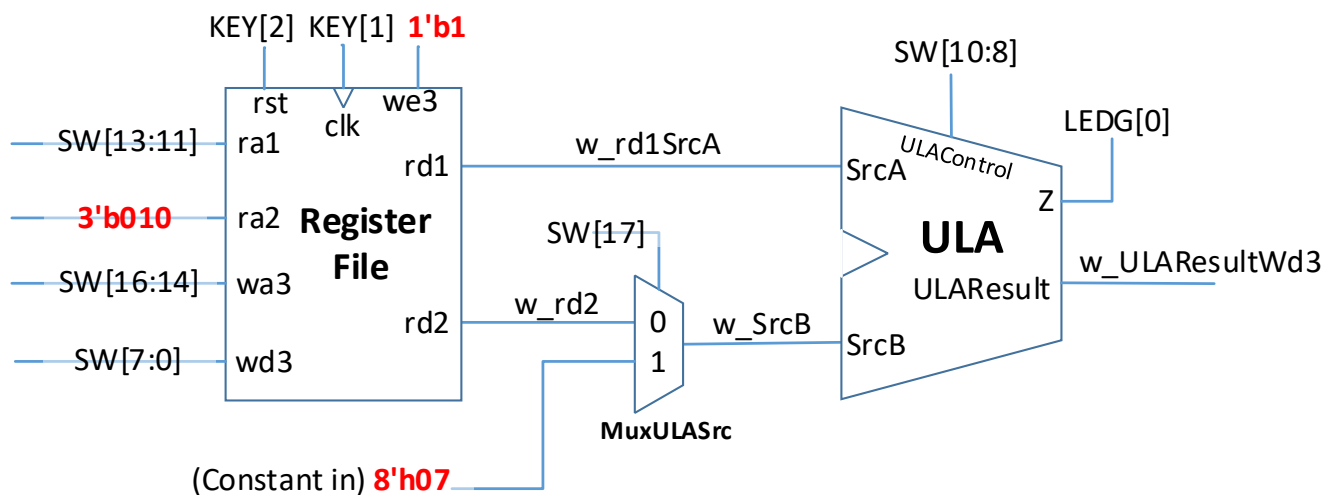 KEY[2] KEY[1] 1'b1
SW[10:8]
rst
clk
we3
LEDG[0]
SW[13:11]
ra1
rd1
w_rd1SrcA
SrcA
ULAControl
Z
3'b010
ra2
Register
File
SW[17]
ULA
SW[16:14]
wa3
w_ULAResultWd3
ULAResult
w_rd2
rd2
0
w_SrcB
SrcB
SW[7:0]
wd3
1
MuxULASrc
(Constant in) 8'h07